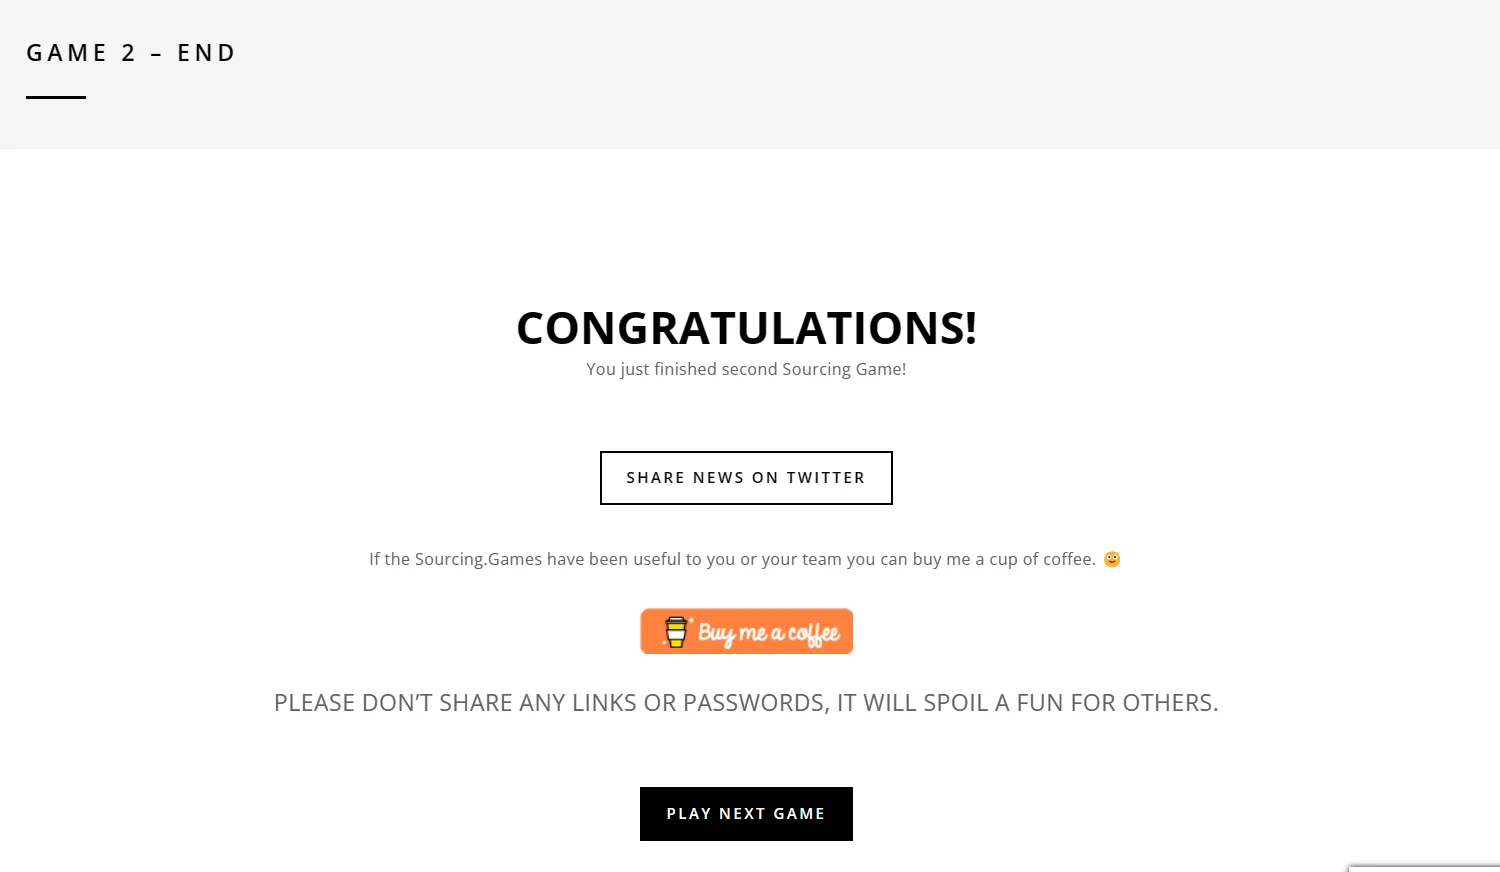 GAME 2 – END
CONGRATULATIONS!
You just finished second Sourcing Game!
SHARE NEWS ON TWITTER
If the Sourcing.Games have been useful to you or your team you can buy me a cup of coffee. 🙂
Buy me a coffee
PLEASE DON’T SHARE ANY LINKS OR PASSWORDS, IT WILL SPOIL A FUN FOR OTHERS.
PLAY NEXT GAME